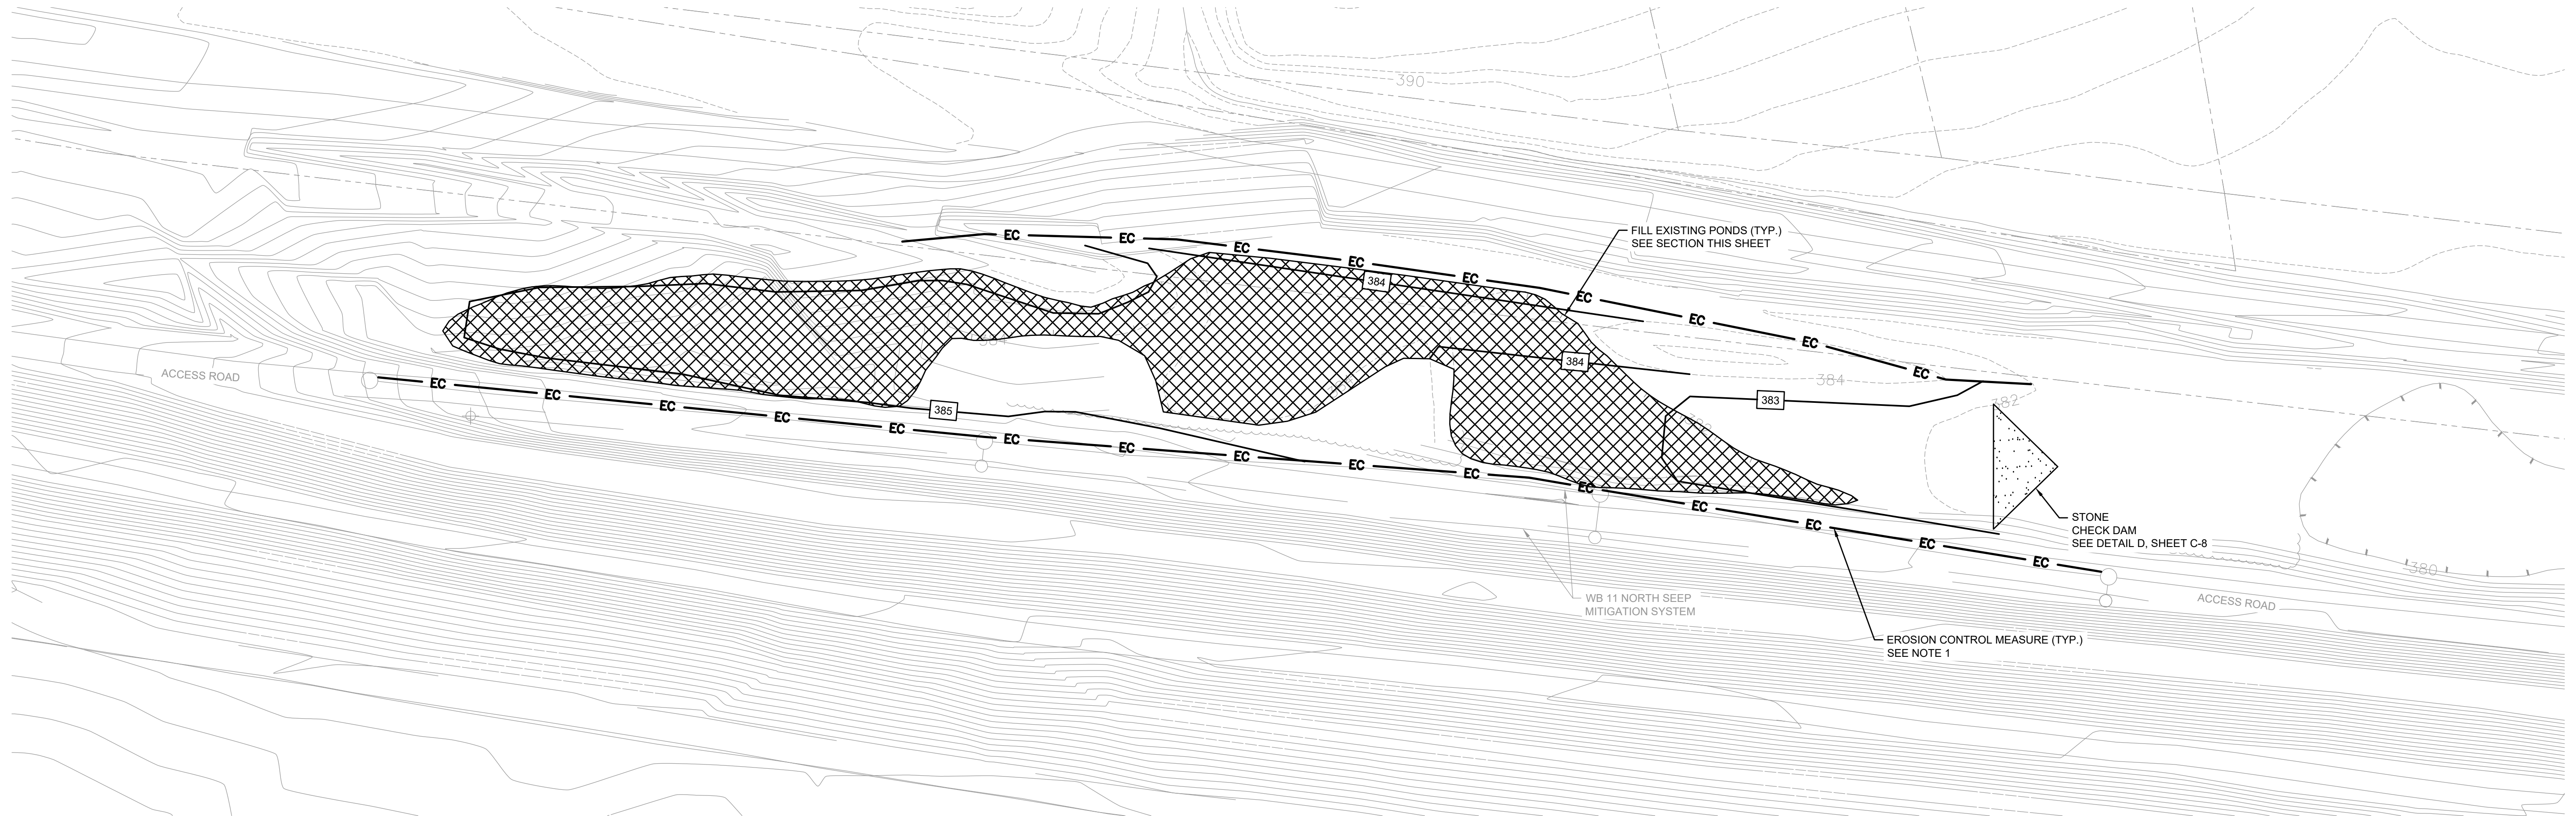 390
FILL EXISTING PONDS (TYP.)
SEE SECTION THIS SHEET
EC EC EC EC EC EC EC EC EC
384
384
384
383
382
ACCESS ROAD
EC EC EC EC EC EC EC EC EC EC EC EC EC EC EC
385
STONE
CHECK DAM
SEE DETAIL D, SHEET C-8
380
WB 11 NORTH SEEP
MITIGATION SYSTEM
ACCESS ROAD
EROSION CONTROL MEASURE (TYP.)
SEE NOTE 1